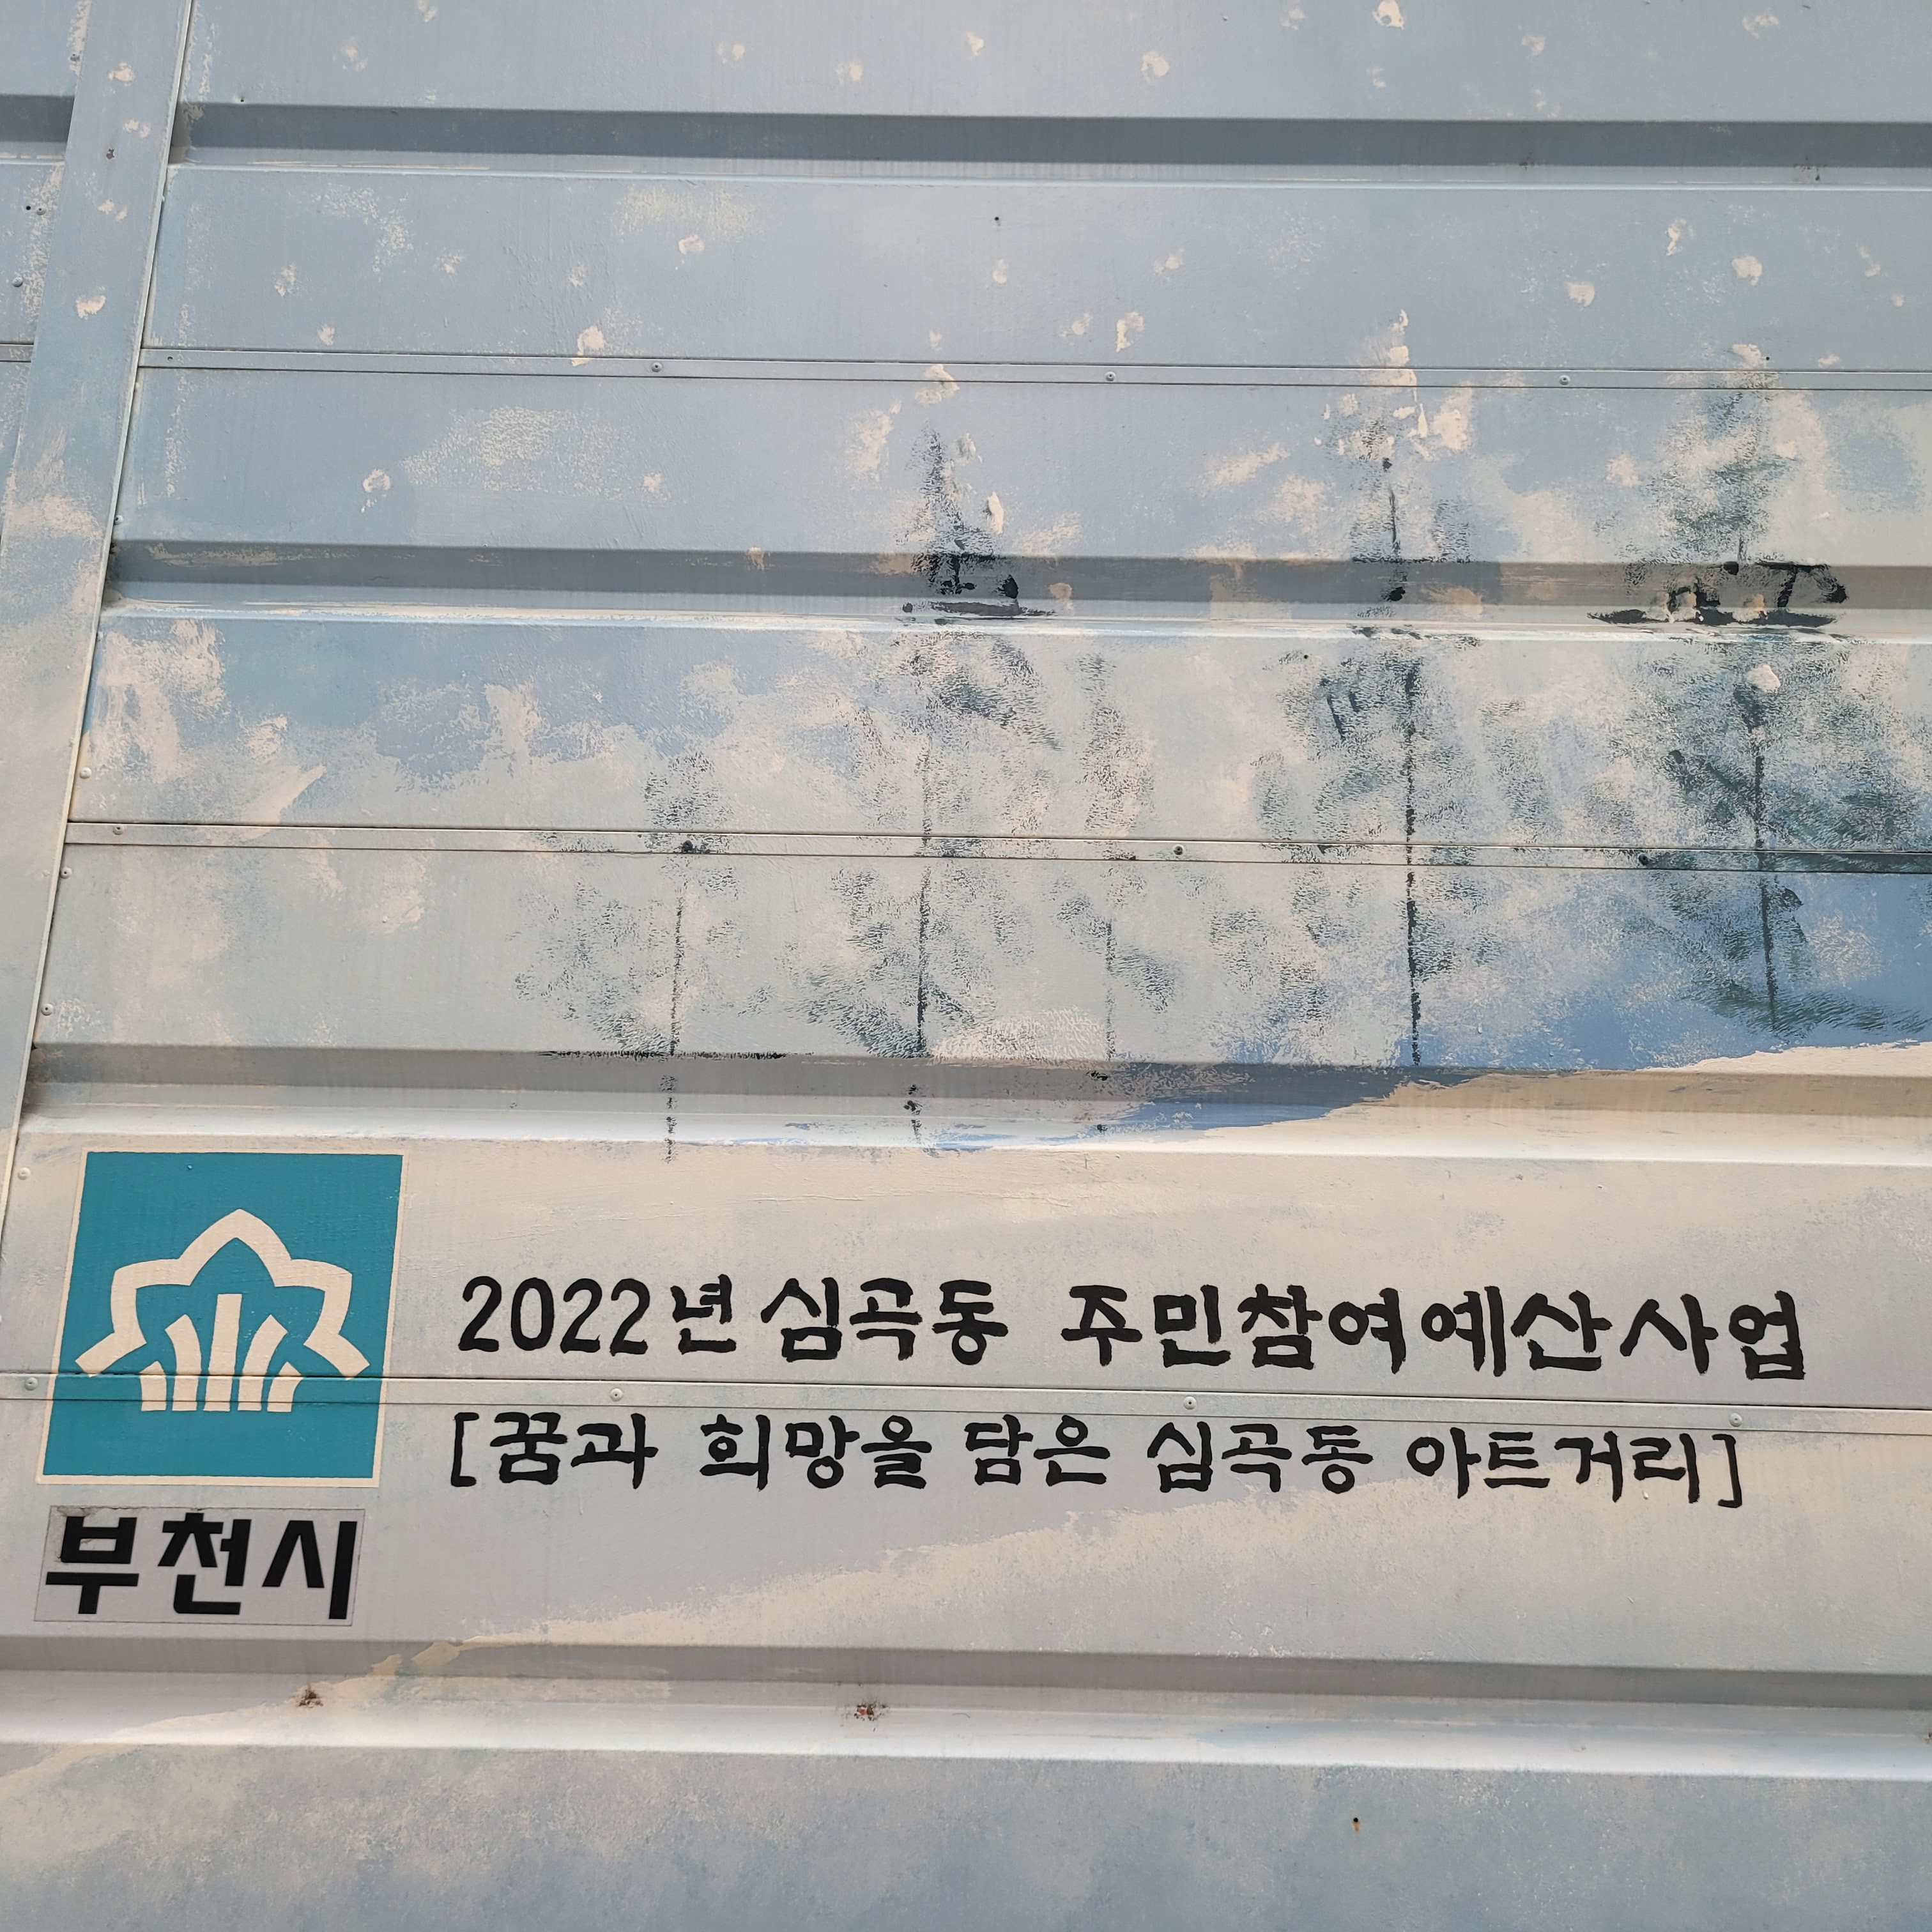 2022년 심곡동 주민참여예산사업
[꿈과 희망을 담은 심곡동 아트거리]
부천시